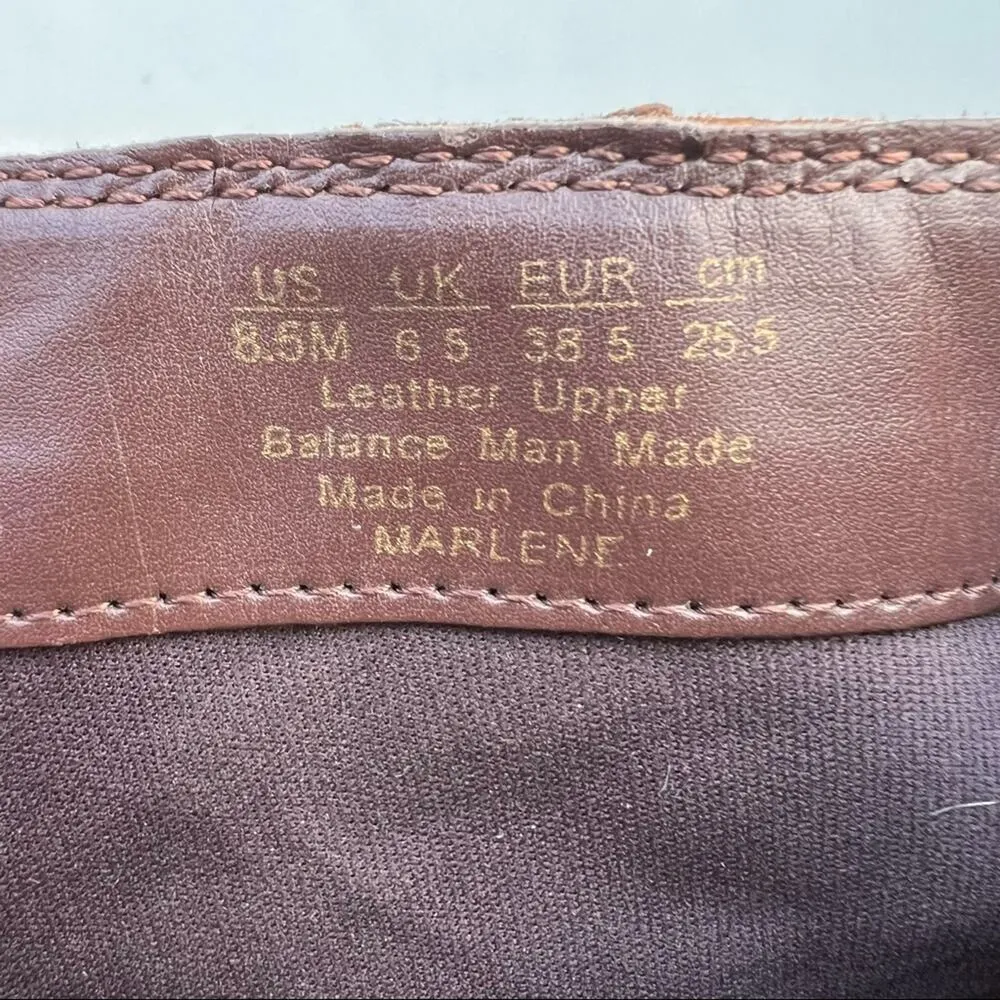 US UK EUR cm
8.5M 6.5 38.5 25.5
Leather Upper
Balance Man Made
Made in China
MARLENE